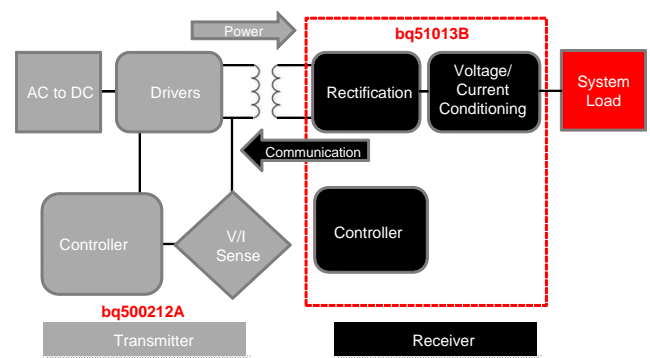 Power
bq51013B
AC to DC
Drivers
Rectification
Voltage/
Current
Conditioning
System
Load
Communication
Controller
V/I
Sense
Controller
bq500212A
Transmitter
Receiver